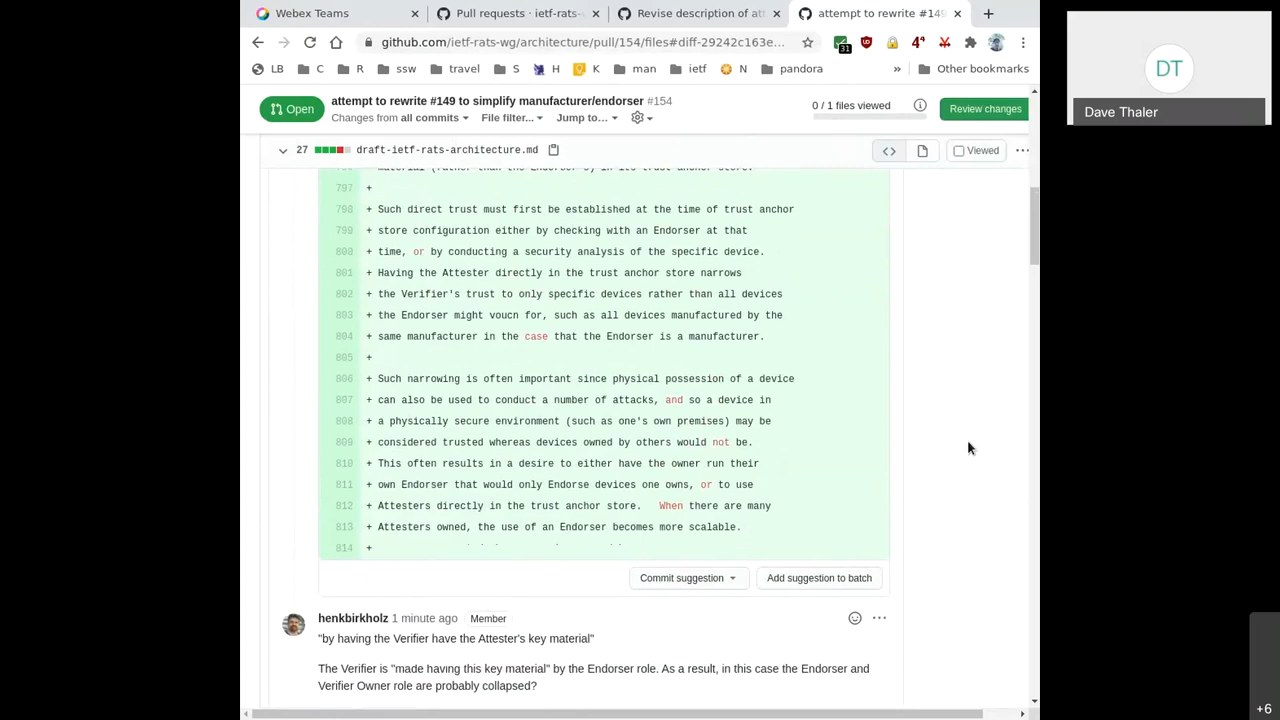 Webex Teams
Pull requests · ietf-rats-
Revise description of att
attempt to rewrite #149
github.com/ietf-rats-wg/architecture/pull/154/files#diff-29242c163e...
31
4
LB C R ssw travel S H K man ietf N pandora » Other bookmarks
Open
attempt to rewrite #149 to simplify manufacturer/endorser #154
Changes from all commits File filter... Jump to...
0 / 1 files viewed
Review changes
27 draft-ietf-rats-architecture.md
Viewed
797 +
798 + Such direct trust must first be established at the time of trust anchor
799 + store configuration either by checking with an Endorser at that
800 + time, or by conducting a security analysis of the specific device.
801 + Having the Attester directly in the trust anchor store narrows
802 + the Verifier's trust to only specific devices rather than all devices
803 + the Endorser might voucn for, such as all devices manufactured by the
804 + same manufacturer in the case that the Endorser is a manufacturer.
805 +
806 + Such narrowing is often important since physical possession of a device
807 + can also be used to conduct a number of attacks, and so a device in
808 + a physically secure environment (such as one's own premises) may be
809 + considered trusted whereas devices owned by others would not be.
810 + This often results in a desire to either have the owner run their
811 + own Endorser that would only Endorse devices one owns, or to use
812 + Attesters directly in the trust anchor store. When there are many
813 + Attesters owned, the use of an Endorser becomes more scalable.
814 +
Commit suggestion Add suggestion to batch
henkbirkholz 1 minute ago Member
"by having the Verifier have the Attester's key material"
The Verifier is "made having this key material" by the Endorser role. As a result, in this case the Endorser and
Verifier Owner role are probably collapsed?
DT
Dave Thaler
+6